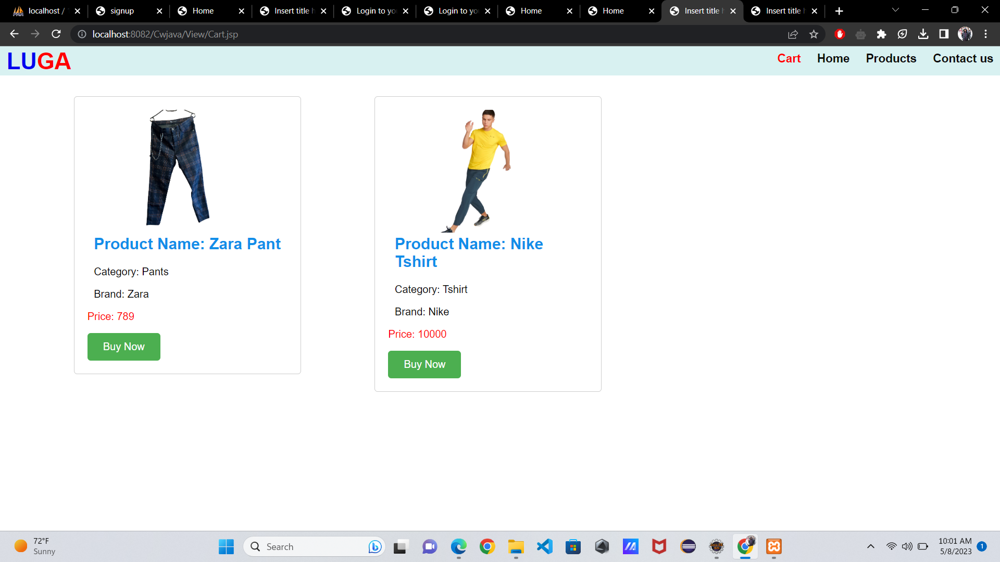 localhost /
signup
Home
Insert title h
Login to yo
Login to yo
Home
Home
Insert title h
Insert title h
localhost:8082/Cwjava/View/Cart.jsp
LUGA
Cart
Home
Products
Contact us
Product Name: Zara Pant
Category: Pants
Brand: Zara
Price: 789
Buy Now
Product Name: Nike
Tshirt
Category: Tshirt
Brand: Nike
Price: 10000
Buy Now
72°F
Sunny
Search
10:01 AM
5/8/2023
1